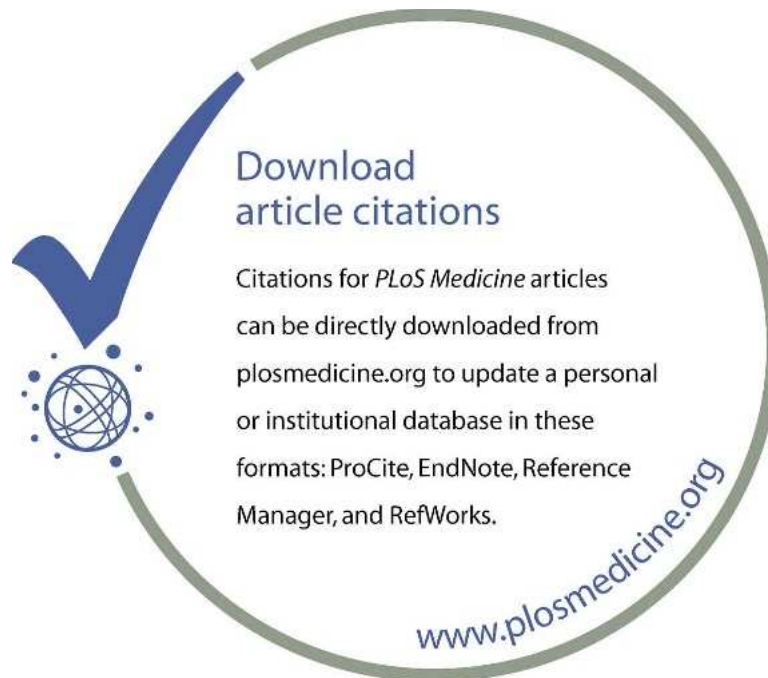 Download
article citations
Citations for PLoS Medicine articles
can be directly downloaded from
plosmedicine.org to update a personal
or institutional database in these
formats: ProCite, EndNote, Reference
Manager, and RefWorks.
www.plosmedicine.org